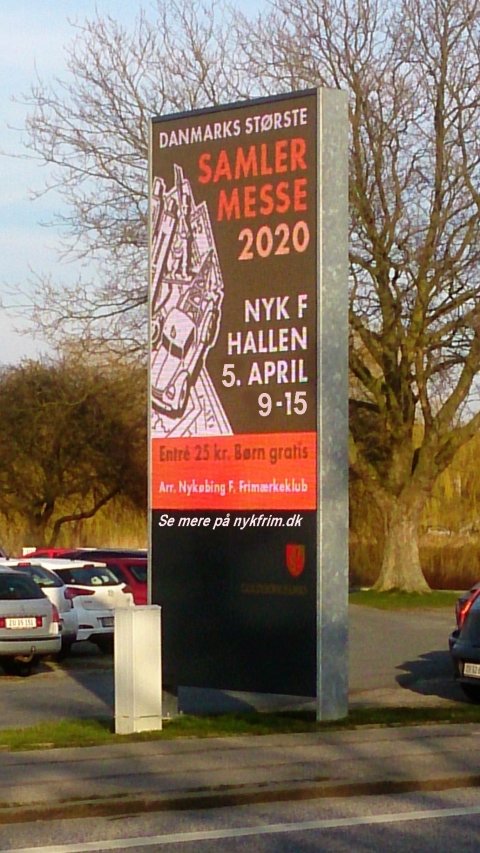 DANMARKS STØRSTE
SAMLER
MESSE
2020
NYK F
HALLEN
5. APRIL
9-15
Entré 25 kr. Børn gratis
Arr. Nykøbing F. Frimærkeklub
Se mere på nykfrim.dk